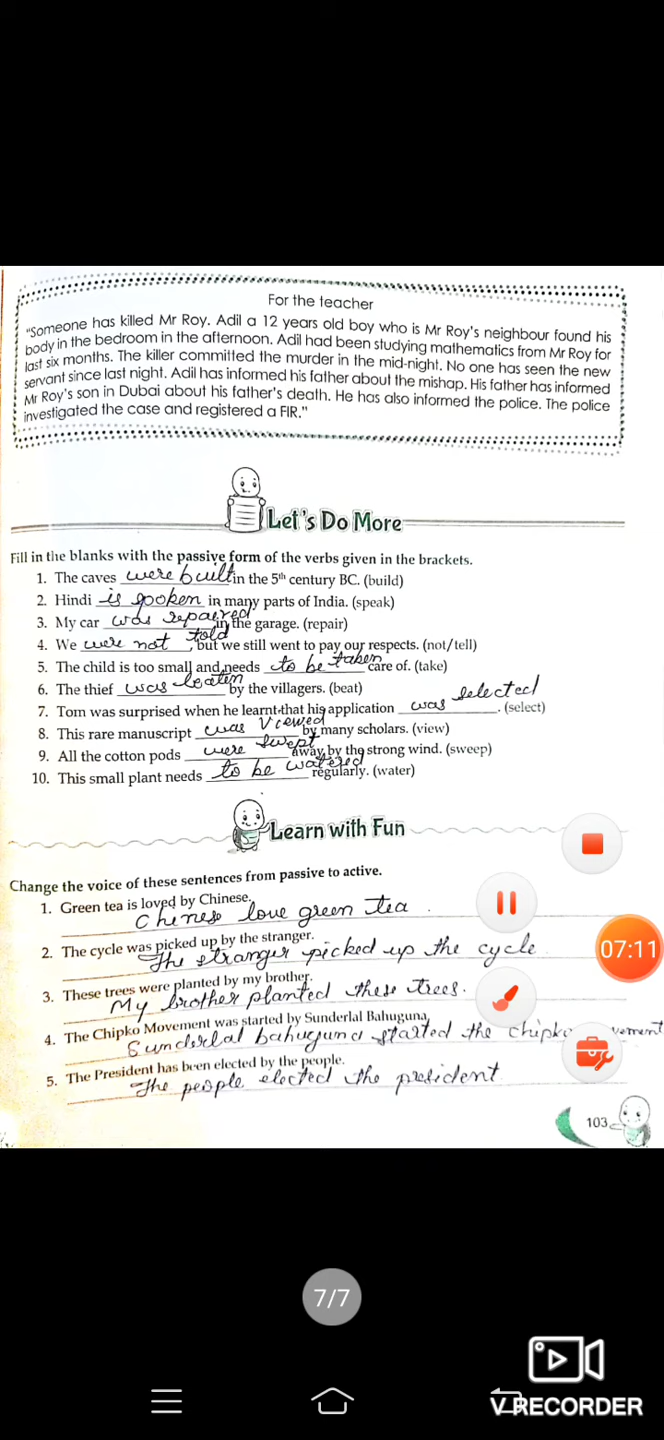 For the teacher
"Someone has killed Mr Roy. Adil a 12 years old boy who is Mr Roy's neighbour found his
body in the bedroom in the afternoon. Adil had been studying mathematics from Mr Roy for
last six months. The killer committed the murder in the mid-night. No one has seen the new
servant since last night. Adil has informed his father about the mishap. His father has informed
Mr Roy's son in Dubai about his father's death. He has also informed the police. The police
investigated the case and registered a FIR."
Let's Do More
Fill in the blanks with the passive form of the verbs given in the brackets.
1. The caves were built in the 5th century BC. (build)
2. Hindi is spoken in many parts of India. (speak)
3. My car was repaired in the garage. (repair)
4. We were not told, but we still went to pay our respects. (not/tell)
5. The child is too small and needs to be taken care of. (take)
6. The thief was beaten by the villagers. (beat)
7. Tom was surprised when he learnt that his application was selected. (select)
8. This rare manuscript was viewed by many scholars. (view)
9. All the cotton pods were swept away by the strong wind. (sweep)
10. This small plant needs to be watered regularly. (water)
Learn with Fun
Change the voice of these sentences from passive to active.
1. Green tea is loved by Chinese.
Chinese love green tea.
2. The cycle was picked up by the stranger.
The stranger picked up the cycle
3. These trees were planted by my brother.
My brother planted these trees.
4. The Chipko Movement was started by Sunderlal Bahuguna.
Sunderlal bahuguna started the chipko vement
5. The President has been elected by the people.
The people elected the president
103
07:11
7/7
V RECORDER